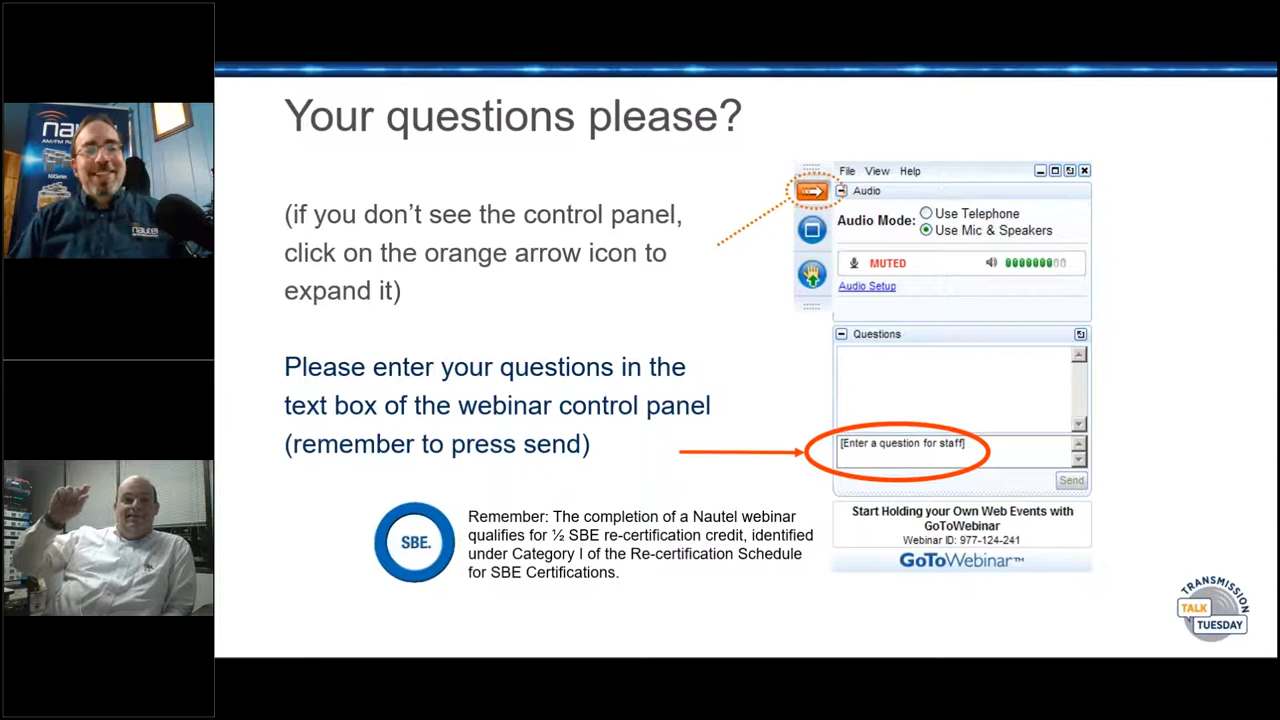 Your questions please?
(if you don’t see the control panel,
click on the orange arrow icon to
expand it)
Please enter your questions in the
text box of the webinar control panel
(remember to press send)
SBE.
Remember: The completion of a Nautel webinar
qualifies for ½ SBE re-certification credit, identified
under Category I of the Re-certification Schedule
for SBE Certifications.
File View Help
Audio
Audio Mode:
Use Telephone
Use Mic & Speakers
MUTED
Audio Setup
Questions
[Enter a question for staff]
Send
Start Holding your Own Web Events with
GoToWebinar
Webinar ID: 977-124-241
GoToWebinar™
TRANSMISSION
TALK
TUESDAY
nautel